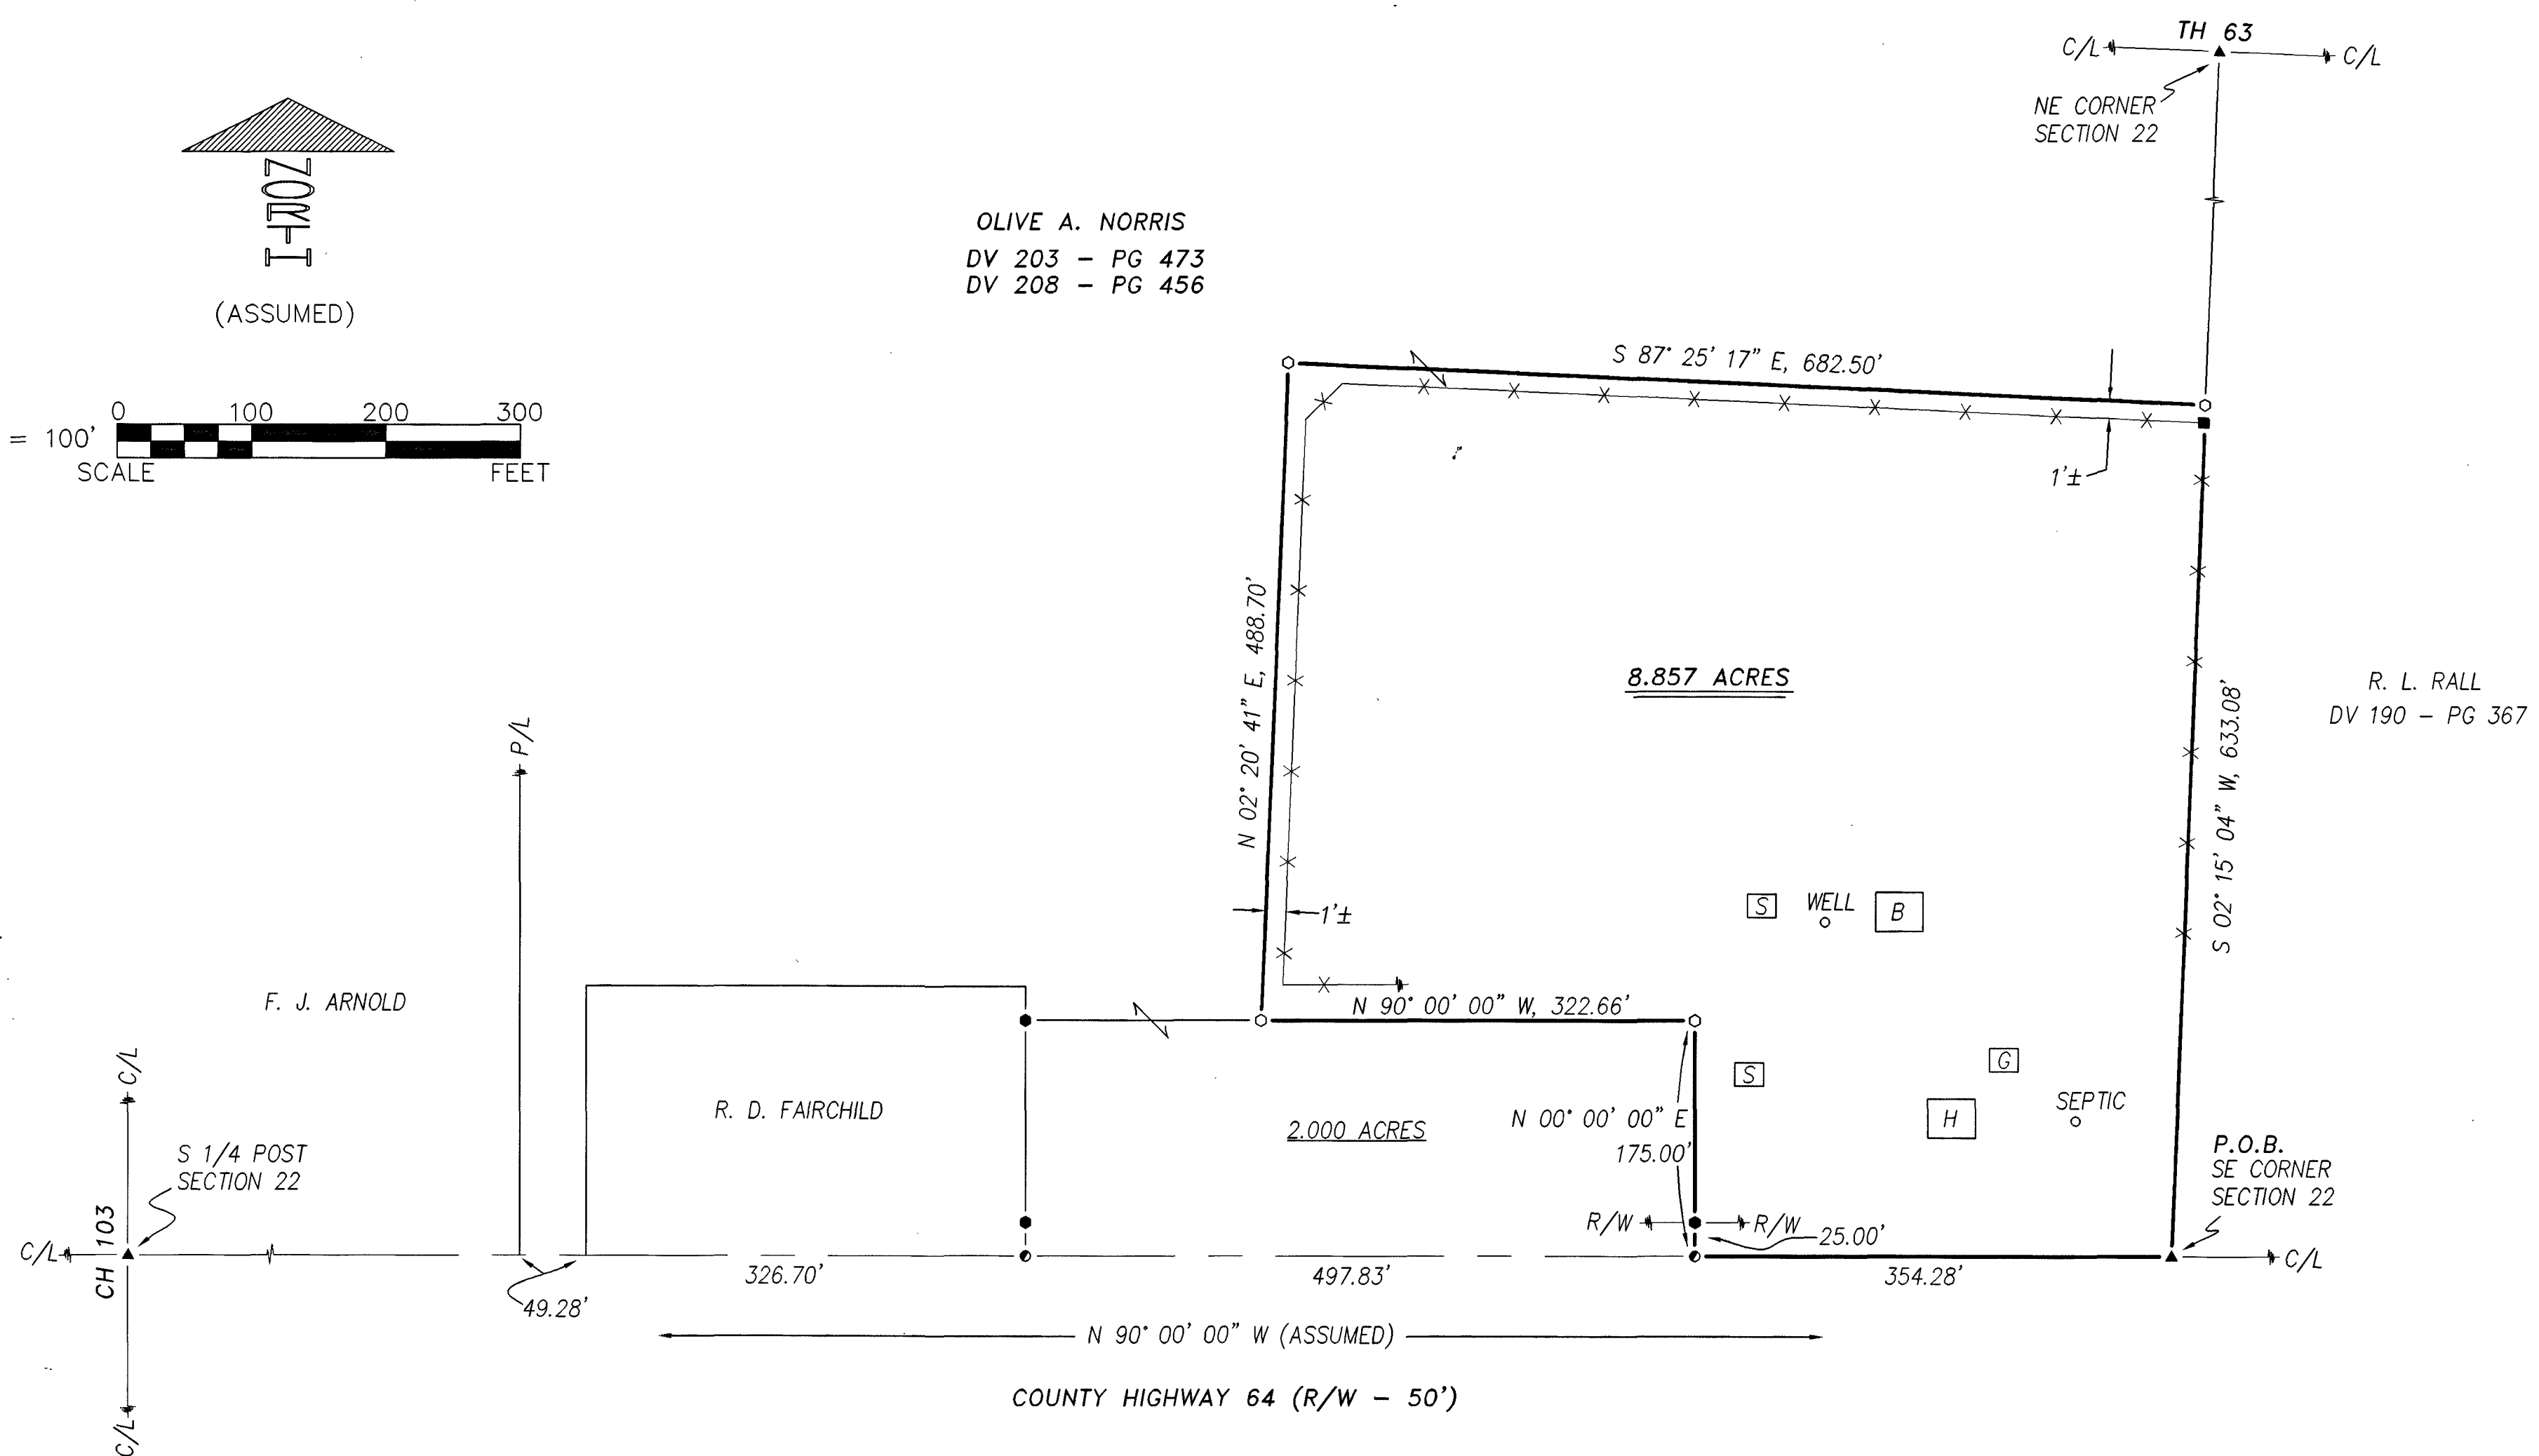 TH 63
C/L
C/L
NE CORNER
SECTION 22
NORTH
(ASSUMED)
OLIVE A. NORRIS
DV 203 - PG 473
DV 208 - PG 456
S 87° 25' 17" E, 682.50'
0 100 200 300
= 100'
SCALE FEET
1'±
N 02° 20' 41" E, 488.70'
8.857 ACRES
S 02° 15' 04" W, 633.08'
R. L. RALL
DV 190 - PG 367
P/L
S
WELL
B
1'±
F. J. ARNOLD
N 90° 00' 00" W, 322.66'
C/L
R. D. FAIRCHILD
S
G
H
SEPTIC
2.000 ACRES
N 00° 00' 00" E
175.00'
S 1/4 POST
SECTION 22
P.O.B.
SE CORNER
SECTION 22
CH 103
R/W
R/W
25.00'
C/L
C/L
326.70'
497.83'
354.28'
49.28'
N 90° 00' 00" W (ASSUMED)
COUNTY HIGHWAY 64 (R/W - 50')
C/L